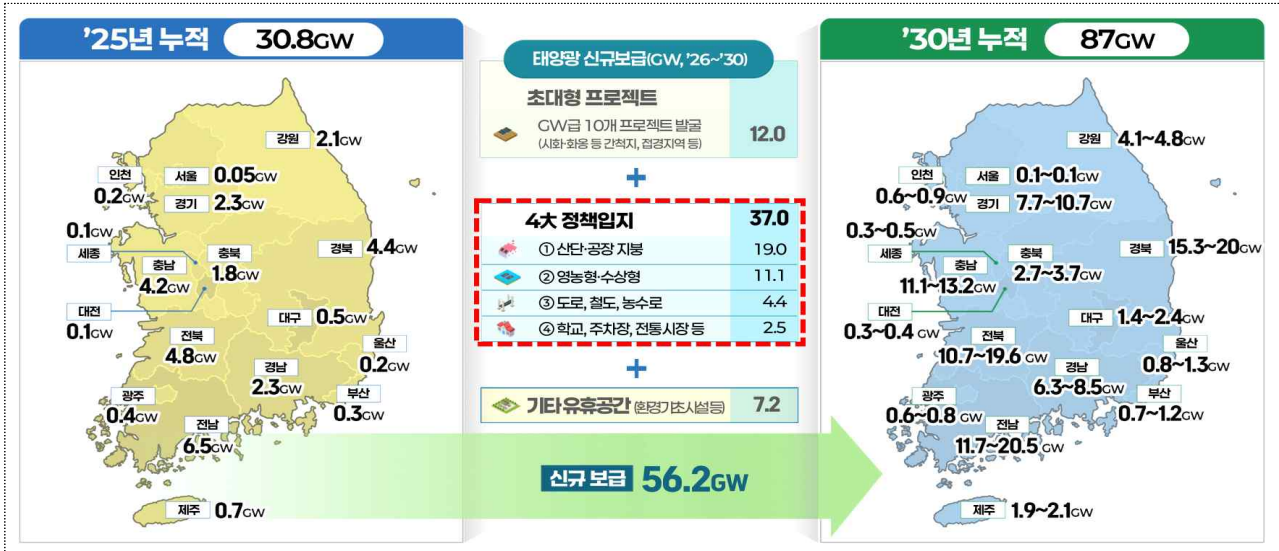 '25년 누적 30.8GW
강원 2.1GW
인천 0.2GW
서울 0.05GW
경기 2.3GW
0.1GW 세종
충북 1.8GW
경북 4.4GW
충남 4.2GW
대전 0.1GW
대구 0.5GW
전북 4.8GW
울산 0.2GW
경남 2.3GW
광주 0.4GW
부산 0.3GW
전남 6.5GW
제주 0.7GW
태양광 신규보급(GW, '26~'30)
초대형 프로젝트
GW급 10개 프로젝트 발굴 12.0
(시화·화옹 등 간척지, 접경지역 등)
+
4大 정책입지 37.0
① 산단·공장 지붕 19.0
② 영농형·수상형 11.1
③ 도로, 철도, 농수로 4.4
④ 학교, 주차장, 전통시장 등 2.5
+
기타 유휴공간 (환경기초시설 등) 7.2
신규 보급 56.2GW
'30년 누적 87GW
강원 4.1~4.8GW
인천 0.6~0.9GW
서울 0.1~0.1GW
경기 7.7~10.7GW
0.3~0.5GW 세종
충북 2.7~3.7GW
경북 15.3~20GW
충남 11.1~13.2GW
대전 0.3~0.4GW
대구 1.4~2.4GW
전북 10.7~19.6 GW
울산 0.8~1.3GW
경남 6.3~8.5GW
광주 0.6~0.8 GW
부산 0.7~1.2GW
전남 11.7~20.5 GW
제주 1.9~2.1GW